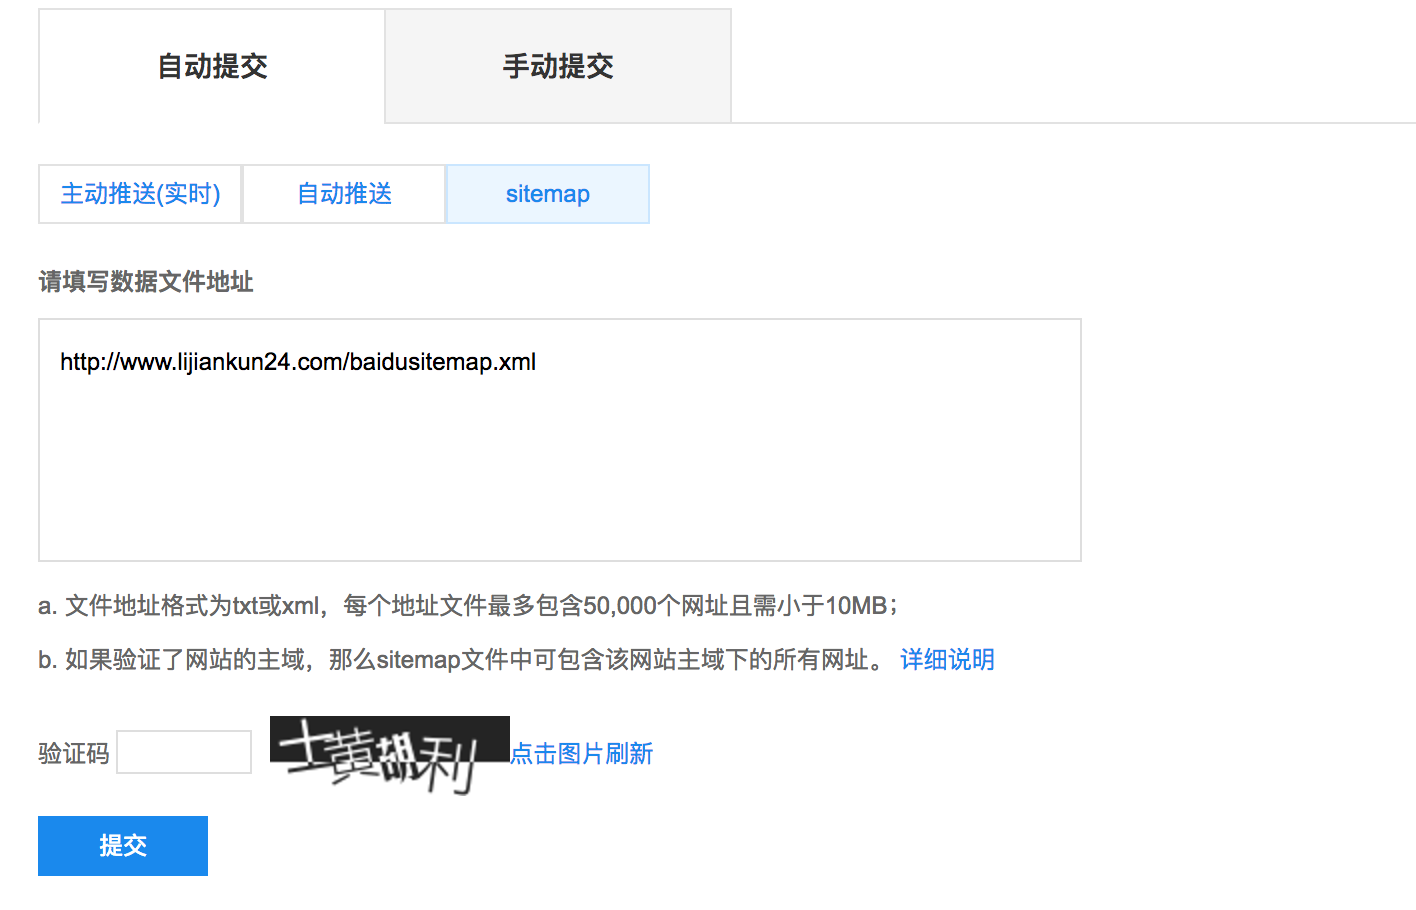 自动提交 手动提交
主动推送(实时) 自动推送 sitemap
请填写数据文件地址
http://www.lijiankun24.com/baidusitemap.xml
a. 文件地址格式为txt或xml，每个地址文件最多包含50,000个网址且需小于10MB；
b. 如果验证了网站的主域，那么sitemap文件中可包含该网站主域下的所有网址。 详细说明
验证码 士黄胡利 点击图片刷新
提交